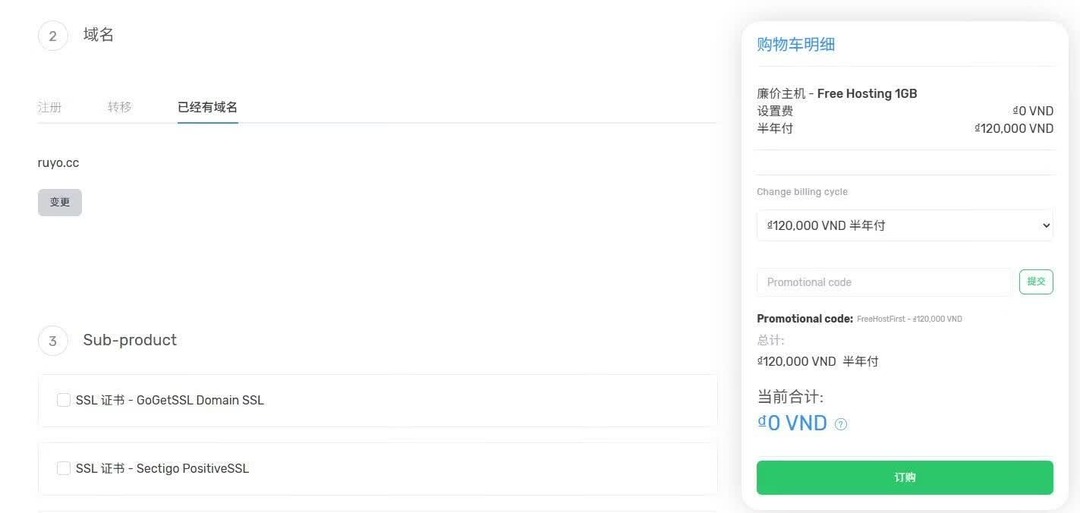 2 域名
注册 转移 已经有域名
ruyo.cc
变更
3 Sub-product
SSL 证书 - GoGetSSL Domain SSL
SSL 证书 - Sectigo PositiveSSL
购物车明细
廉价主机 - Free Hosting 1GB
设置费 ₫0 VND
半年付 ₫120,000 VND
Change billing cycle
₫120,000 VND 半年付
Promotional code 提交
Promotional code: FreeHostFirst - ₫120,000 VND
总计:
₫120,000 VND 半年付
当前合计:
₫0 VND ?
订购